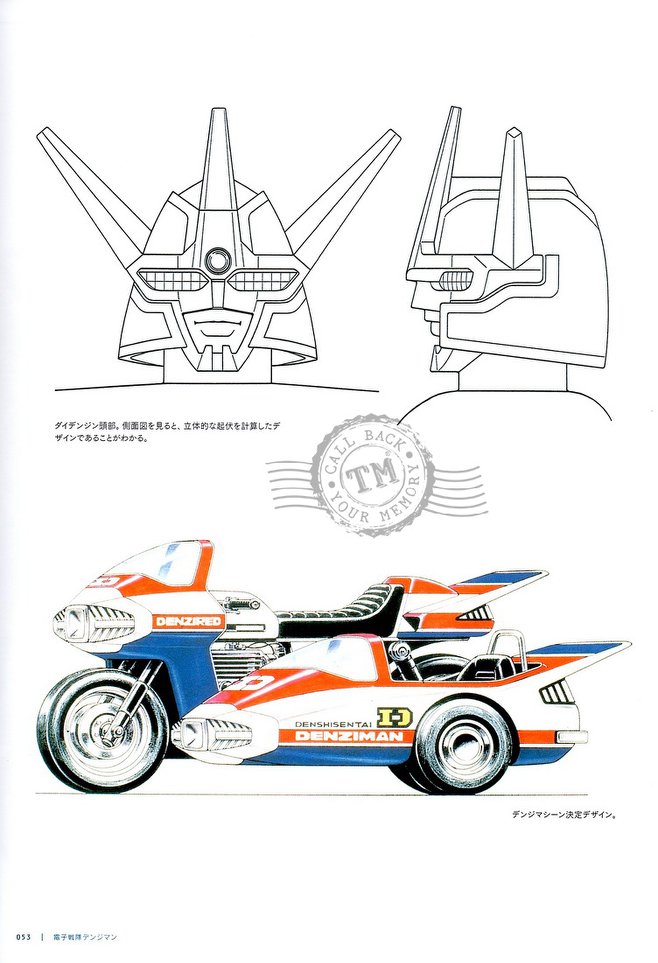 ダイデンジン頭部。側面図を見ると、立体的な起伏を計算したデ
ザインであることがわかる。
CALL BACK
TM
YOUR MEMORY
D
DENZIRED
D
DENSHISENTAI
D
DENZIMAN
デンジマシーン決定デザイン。
053 | 電子戦隊デンジマン